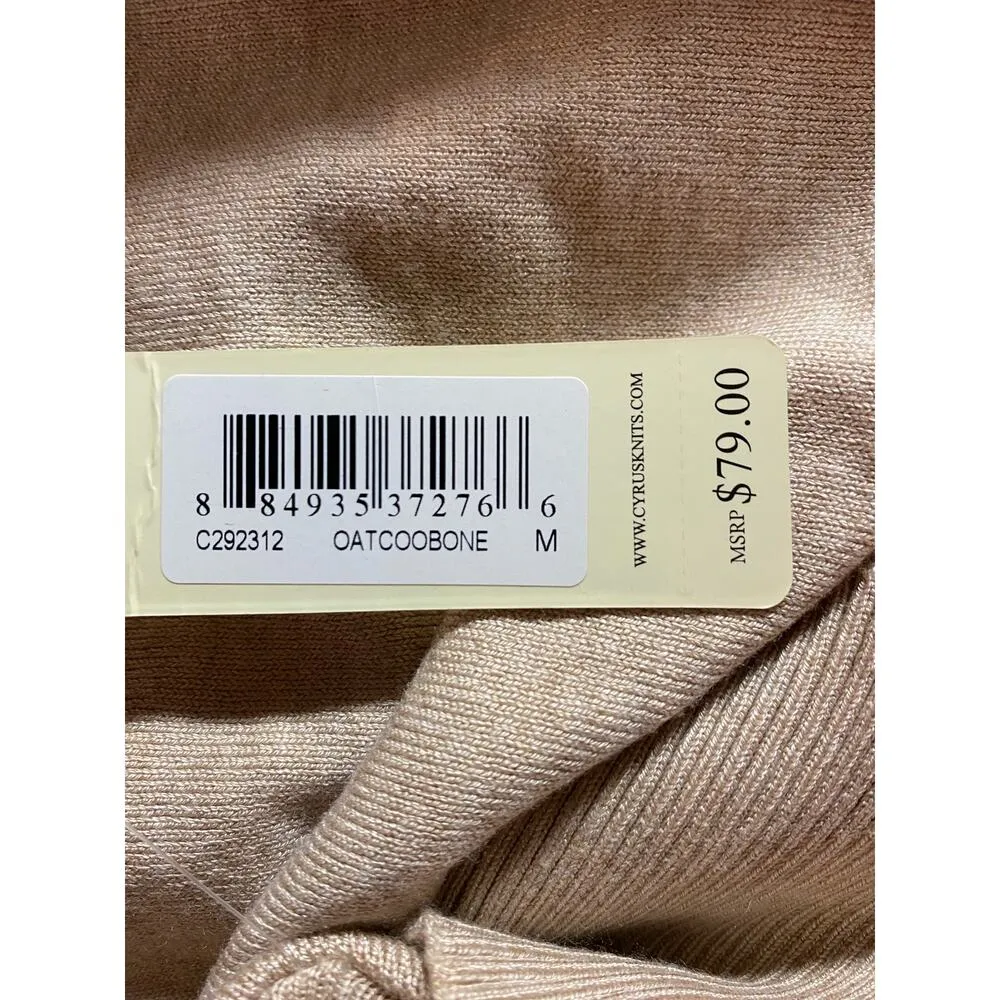 8 84935 37276 6
C292312 OATCOOBONE M
WWW.CYRUSKNITS.COM
MSRP $79.00